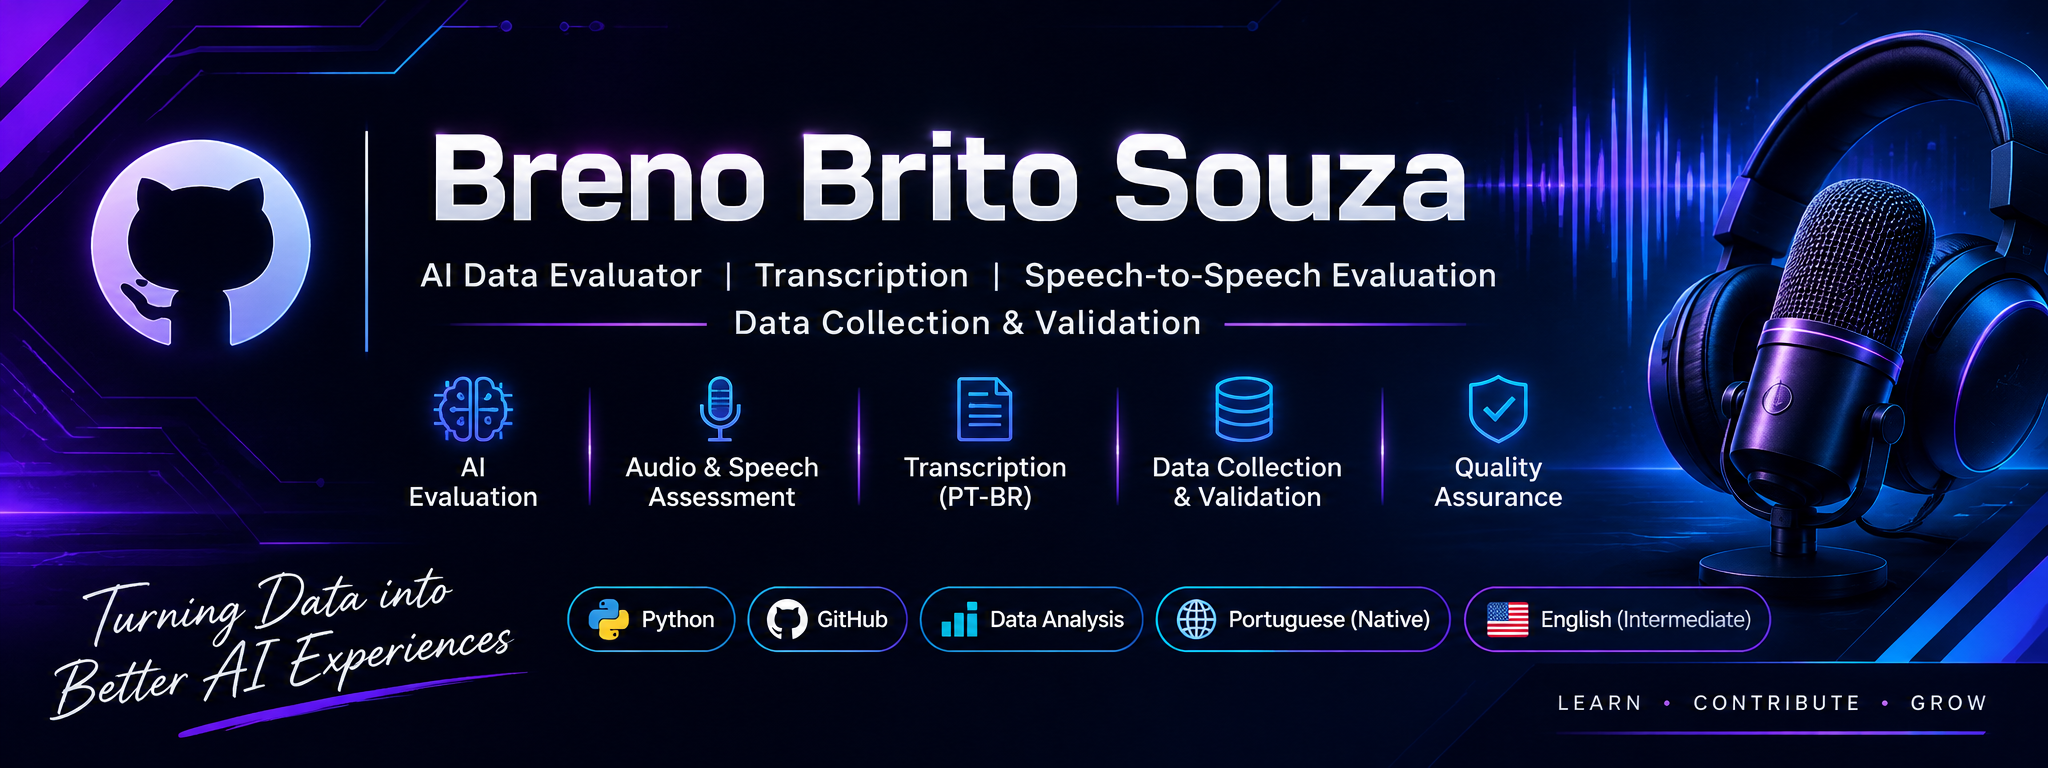 Breno Brito Souza
AI Data Evaluator | Transcription | Speech-to-Speech Evaluation
Data Collection & Validation
AI
Evaluation
Audio & Speech
Assessment
Transcription
(PT-BR)
Data Collection
& Validation
Quality
Assurance
Turning Data into
Better AI Experiences
Python
GitHub
Data Analysis
Portuguese (Native)
English (Intermediate)
LEARN • CONTRIBUTE • GROW